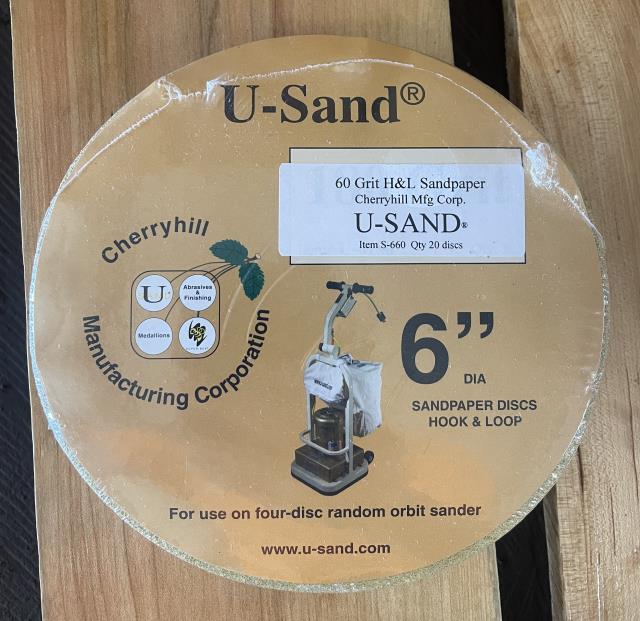 U-Sand®
60 Grit H&L Sandpaper
Cherryhill Mfg Corp.
U-SAND®
Item S-660 Qty 20 discs
Cherryhill
U
Abrasives
&
Finishing
Medallions
Manufacturing Corporation
6”
DIA
SANDPAPER DISCS
HOOK & LOOP
For use on four-disc random orbit sander
www.u-sand.com